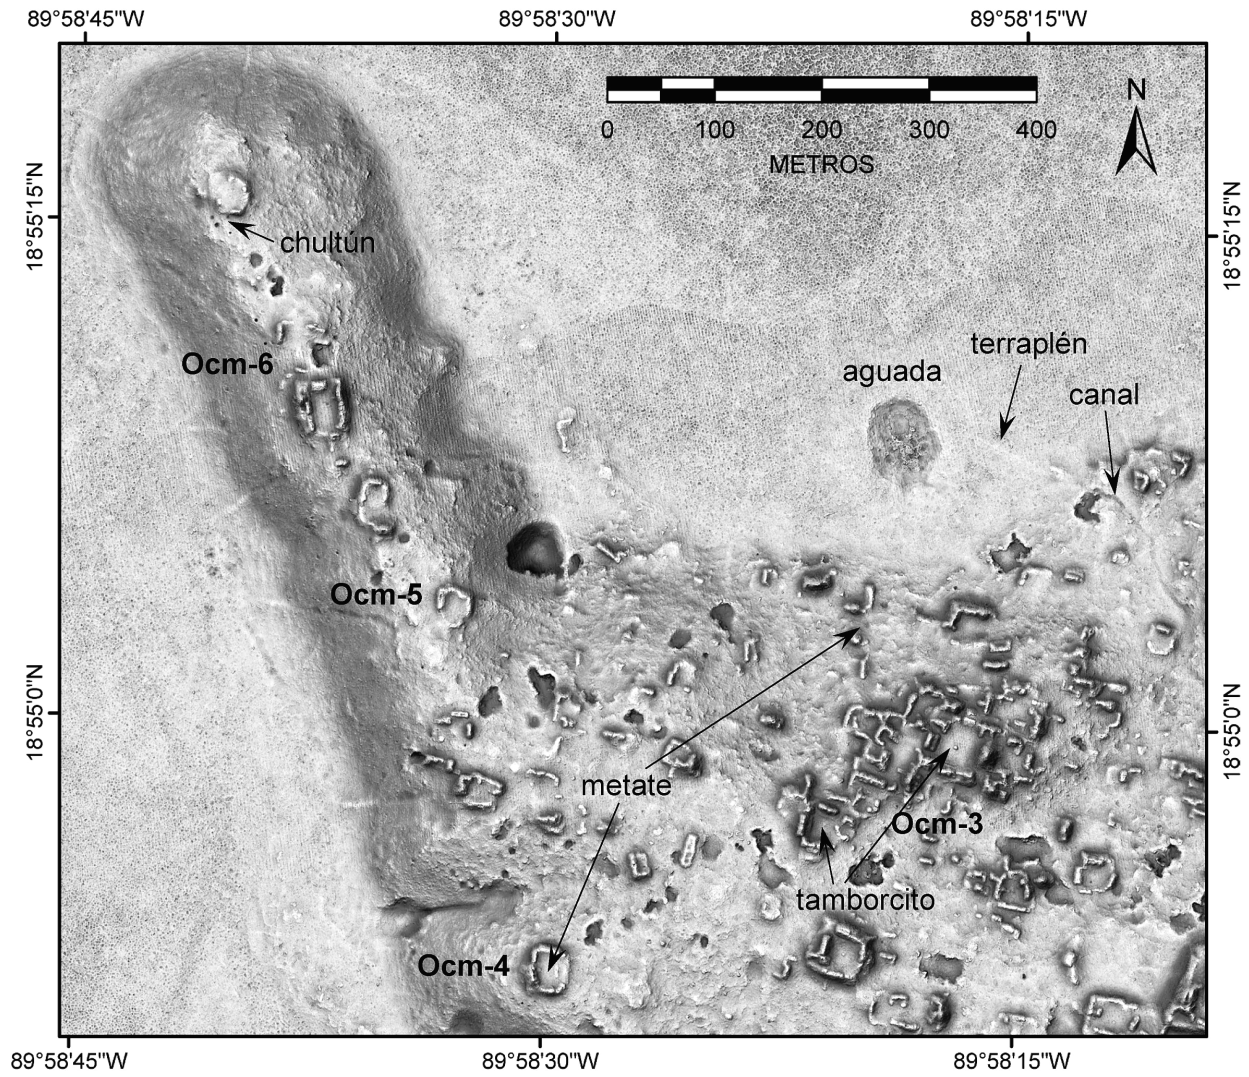 89°58'45"W 89°58'30"W 89°58'15"W
N
0 100 200 300 400
METROS
18°55'15"N
18°55'15"N
chultún
terraplén
Ocm-6
aguada
canal
Ocm-5
18°55'0"N
18°55'0"N
metate
Ocm-3
tamborcito
Ocm-4
89°58'45"W 89°58'30"W 89°58'15"W